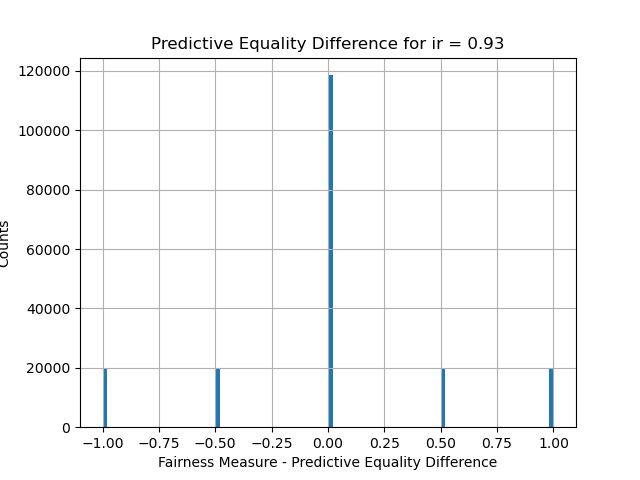 Predictive Equality Difference for ir = 0.93
120000
100000
80000
60000
40000
20000
0
Counts
−1.00 −0.75 −0.50 −0.25 0.00 0.25 0.50 0.75 1.00
Fairness Measure - Predictive Equality Difference